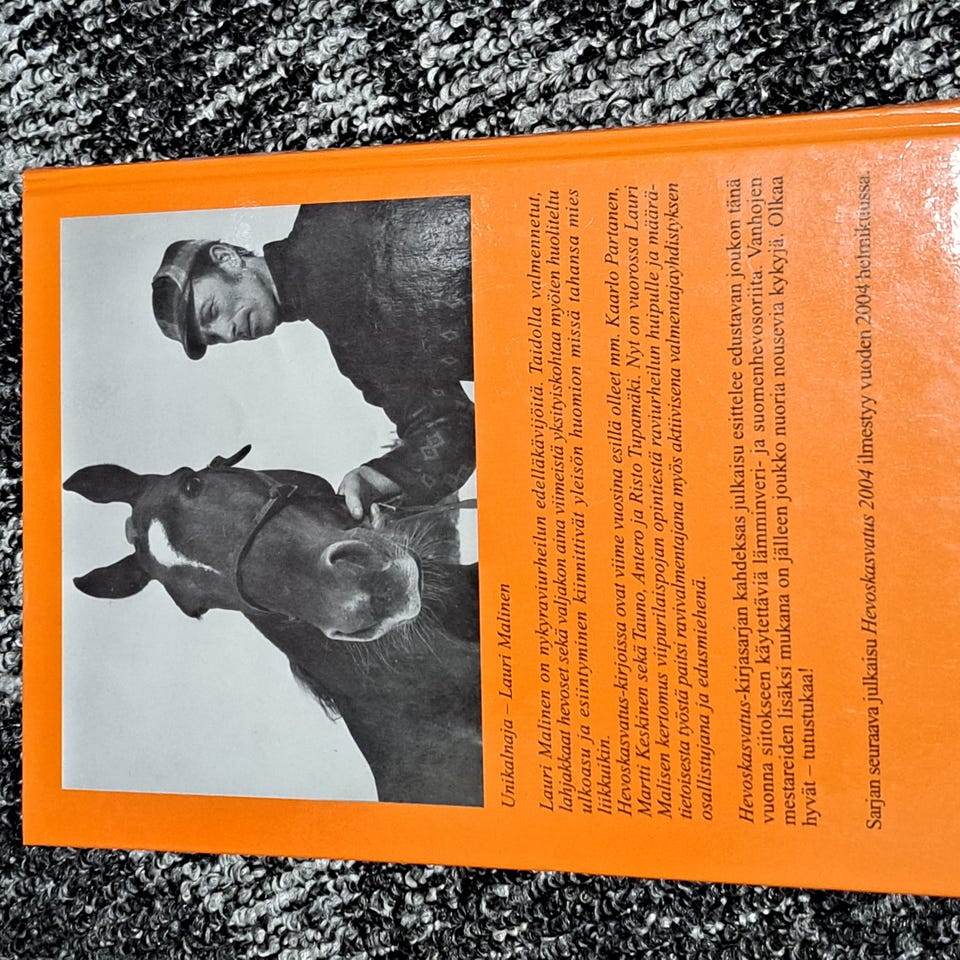 Unikalnaja – Lauri Malinen
Lauri Malinen on nykyraviurheilun edelläkävijöitä. Taidolla valmennetut,
lahjakkaat hevoset sekä valjakon aina viimeistä yksityiskohtaa myöten huoliteltu
ulkoasu ja esiintyminen kiinnittivät yleisön huomion missä tahansa mies
liikkuikin.
Hevoskasvatus-kirjoissa ovat viime vuosina esillä olleet mm. Kaarlo Partanen,
Martti Keskinen sekä Tauno, Antero ja Risto Tupamäki. Nyt on vuorossa Lauri
Malisen kertomus viipurilaispojan opintiestä raviurheilun huipulle ja määrä-
tietoisesta työstä paitsi ravivalmentajana myös aktiivisena valmentajayhdistyksen
osallistujana ja edusmiehenä.
Hevoskasvatus-kirjasarjan kahdeksas julkaisu esittelee edustavan joukon tänä
vuonna siitokseen käytettäviä lämminveri- ja suomenhevosoriita. Vanhojen
mestareiden lisäksi mukana on jälleen joukko nuoria nousevia kykyjä. Olkaa
hyvät – tutustukaa!
Sarjan seuraava julkaisu Hevoskasvatus 2004 ilmestyy vuoden 2004 helmikuussa.